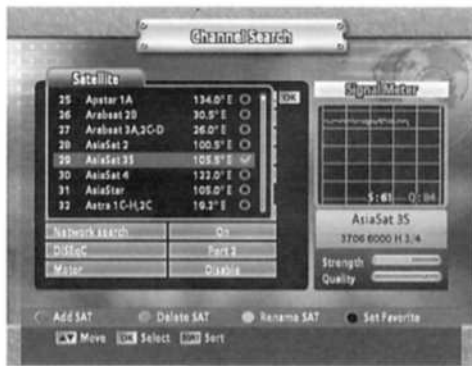 Channel Search
Satellite
25 Apstar 1A 134.0° E
26 Arabsat 2B 30.5° E
27 Arabsat 3A,2C-D 26.0° E
28 AsiaSat 2 100.5° E
29 AsiaSat 3S 105.5° E
30 AsiaSat 4 122.0° E
31 AsiaStar 105.0° E
32 Astra 1C-H,2C 19.2° E
OK
Network search On
DiSEqC Port 2
Motor Disable
Signal Meter
S:61 Q:84
AsiaSat 3S
3706 6000 H 3/4
Strength
Quality
Add SAT Delete SAT Rename SAT Set Favorite
Move OK Select Sort